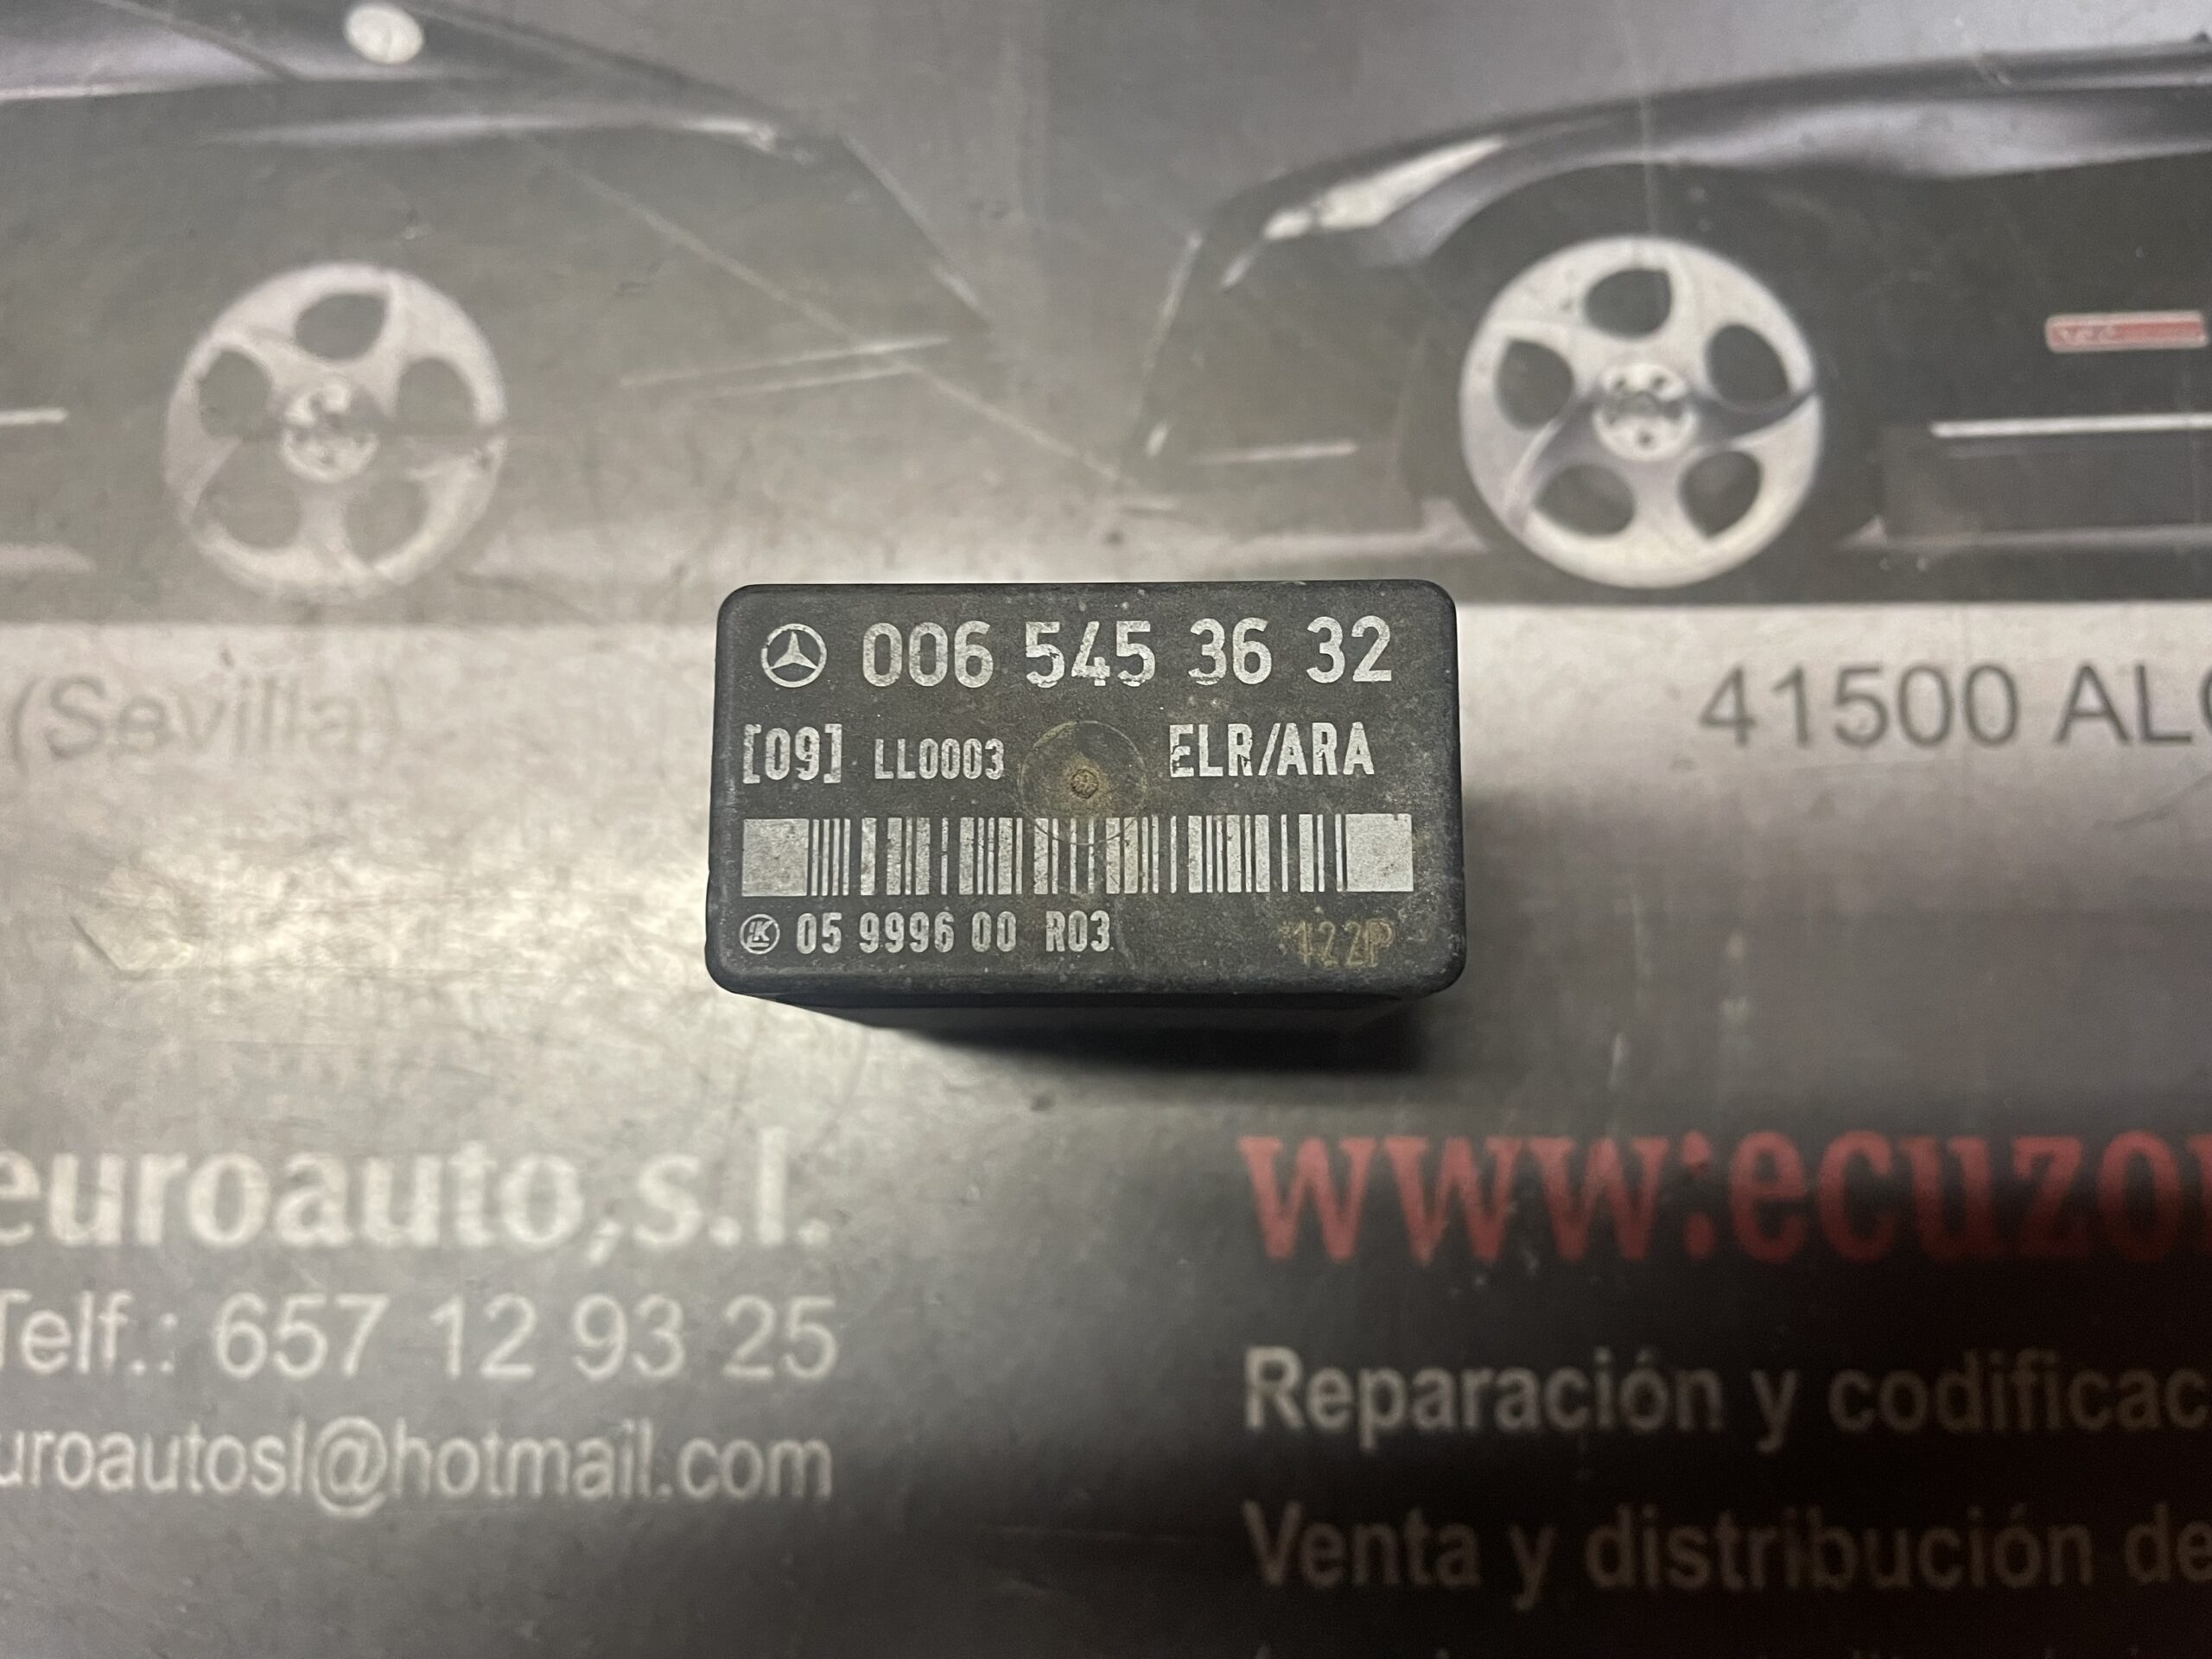 006 545 36 32
[09] LL0003 ELR/ARA
05 9996 00 R03
122P
(Sevilla)
41500
euroauto,s.l.
Telf.: 657 12 93 25
uroautosl@hotmail.com
www.ecuzo
Reparación y codificac
Venta y distribución de